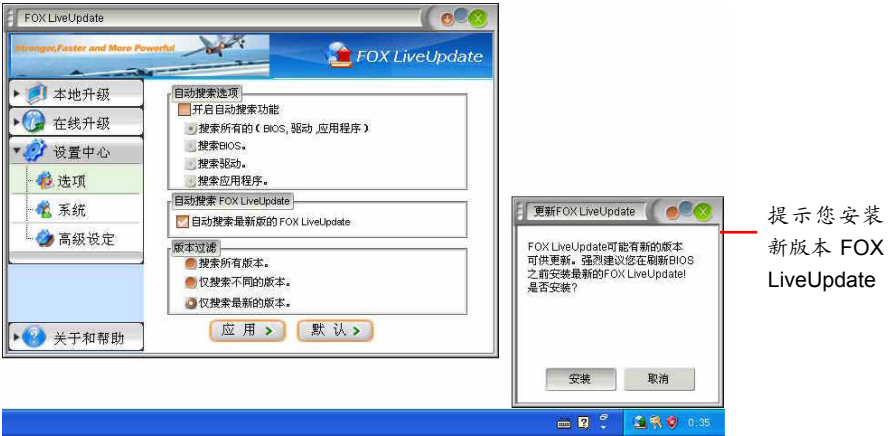 FOX LiveUpdate
Stronger,Faster and More Powerful
FOX LiveUpdate
本地升级
在线升级
设置中心
选项
系统
高级设定
关于和帮助
自动搜索选项
开启自动搜索功能
搜索所有的(BIOS, 驱动 ,应用程序)
搜索BIOS。
搜索驱动。
搜索应用程序。
自动搜索 FOX LiveUpdate
自动搜索最新版的 FOX LiveUpdate
版本过滤
搜索所有版本。
仅搜索不同的版本。
仅搜索最新的版本。
应 用
默 认
更新FOX LiveUpdate
FOX LiveUpdate可能有新的版本
可供更新。强烈建议您在刷新BIOS
之前安装最新的FOX LiveUpdate!
是否安装?
安装
取消
提示您安装
新版本 FOX
LiveUpdate
0:35